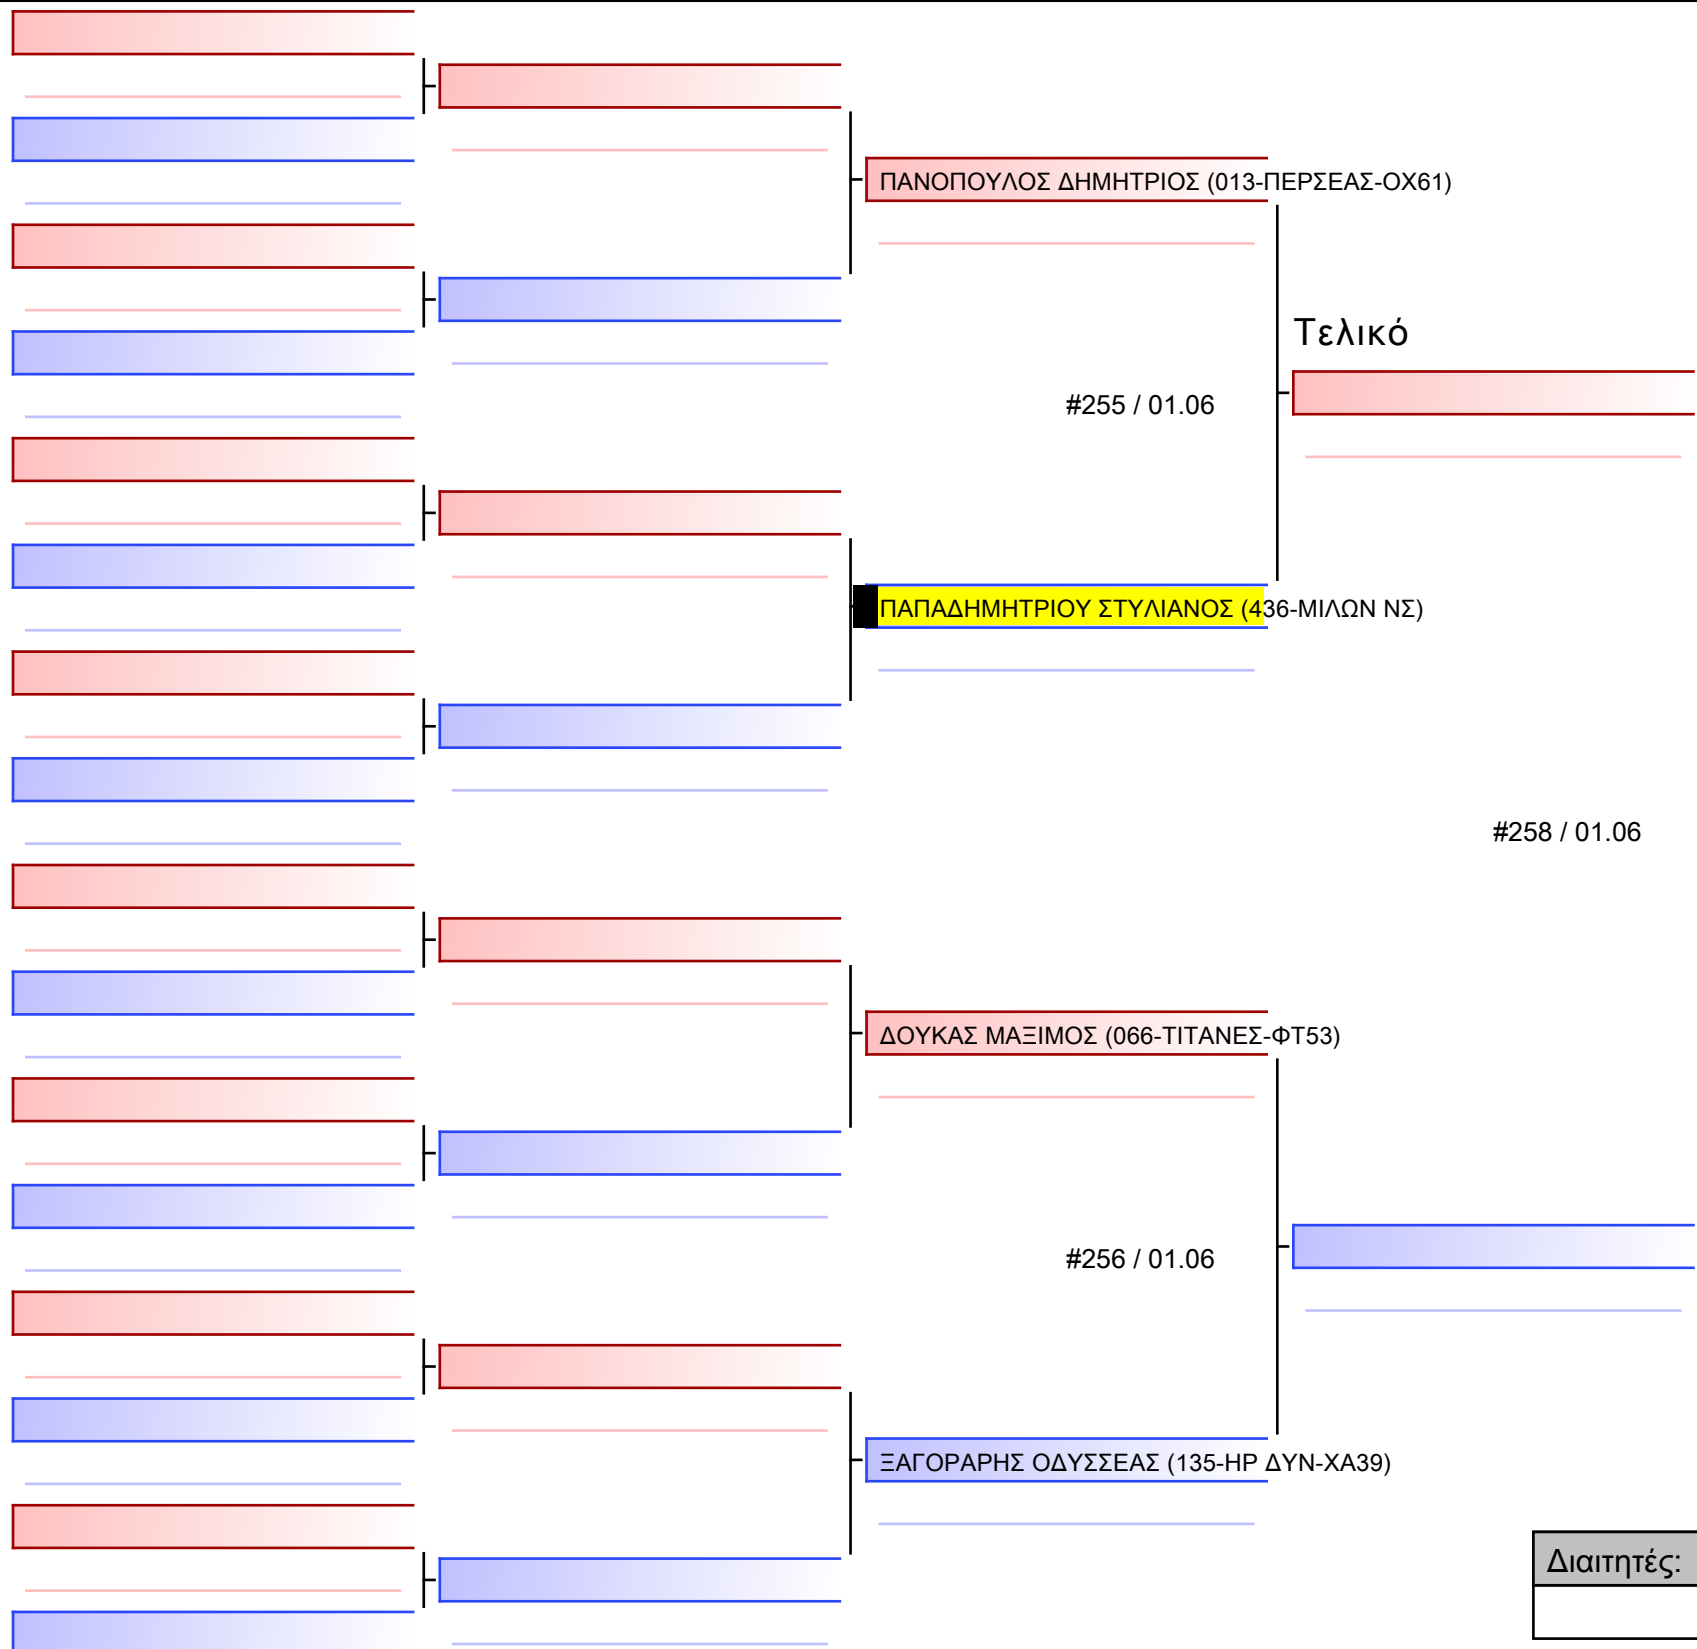 ΠΑΝΟΠΟΥΛΟΣ ΔΗΜΗΤΡΙΟΣ (013-ΠΕΡΣΕΑΣ-ΟΧ61)
Τελικό
#255 / 01.06
ΠΑΠΑΔΗΜΗΤΡΙΟΥ ΣΤΥΛΙΑΝΟΣ (436-ΜΙΛΩΝ ΝΣ)
#258 / 01.06
ΔΟΥΚΑΣ ΜΑΞΙΜΟΣ (066-ΤΙΤΑΝΕΣ-ΦΤ53)
#256 / 01.06
ΞΑΓΟΡΑΡΗΣ ΟΔΥΣΣΕΑΣ (135-ΗΡ ΔΥΝ-ΧΑ39)
Διαιτητές: